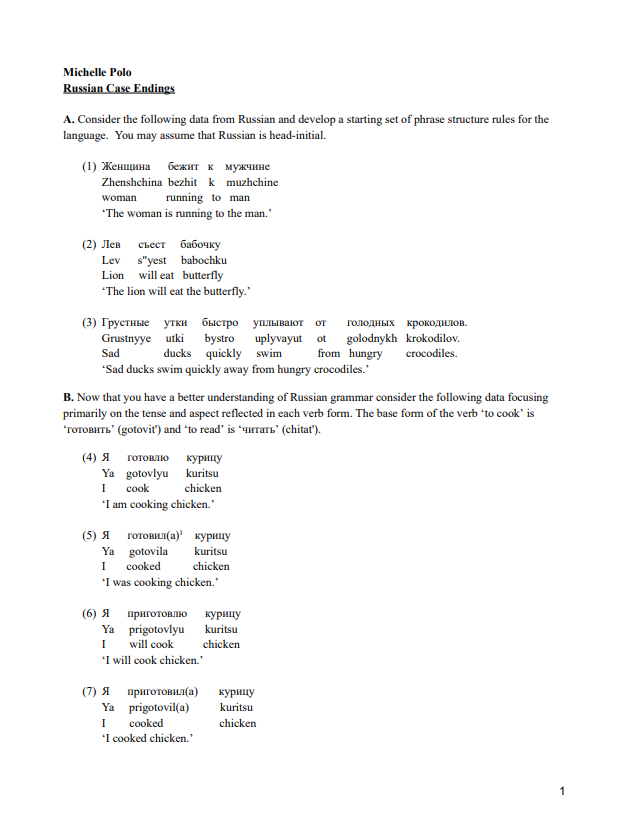 Michelle Polo
Russian Case Endings
A. Consider the following data from Russian and develop a starting set of phrase structure rules for the
language. You may assume that Russian is head-initial.
(1) Женщина бежит к мужчине
Zhenshchina bezhit k muzhchine
woman running to man
‘The woman is running to the man.’
(2) Лев съест бабочку
Lev s"yest babochku
Lion will eat butterfly
‘The lion will eat the butterfly.’
(3) Грустные утки быстро уплывают от голодных крокодилов.
Grustnyye utki bystro uplyvayut ot golodnykh krokodilov.
Sad ducks quickly swim from hungry crocodiles.
‘Sad ducks swim quickly away from hungry crocodiles.’
B. Now that you have a better understanding of Russian grammar consider the following data focusing
primarily on the tense and aspect reflected in each verb form. The base form of the verb ‘to cook’ is
‘готовить’ (gotovit') and ‘to read’ is ‘читать’ (chitat').
(4) Я готовлю курицу
Ya gotovlyu kuritsu
I cook chicken
‘I am cooking chicken.’
(5) Я готовил(а)¹ курицу
Ya gotovila kuritsu
I cooked chicken
‘I was cooking chicken.’
(6) Я приготовлю курицу
Ya prigotovlyu kuritsu
I will cook chicken
‘I will cook chicken.’
(7) Я приготовил(а) курицу
Ya prigotovil(a) kuritsu
I cooked chicken
‘I cooked chicken.’
1